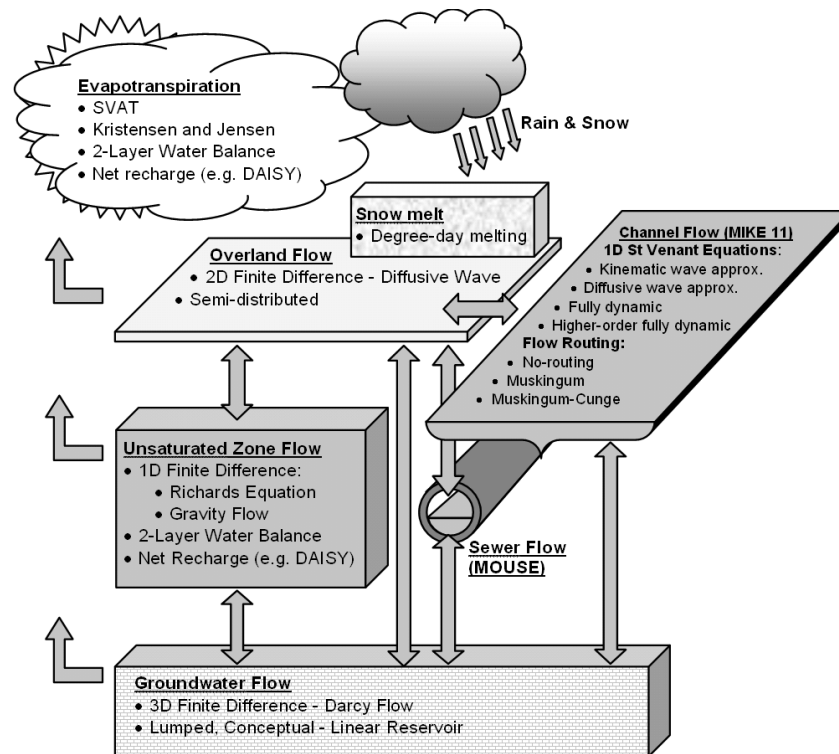 Evapotranspiration
• SVAT
• Kristensen and Jensen
• 2-Layer Water Balance
• Net recharge (e.g. DAISY)
Rain & Snow
Snow melt
• Degree-day melting
Overland Flow
• 2D Finite Difference - Diffusive Wave
• Semi-distributed
Channel Flow (MIKE 11)
1D St Venant Equations:
• Kinematic wave approx.
• Diffusive wave approx.
• Fully dynamic
• Higher-order fully dynamic
Flow Routing:
• No-routing
• Muskingum
• Muskingum-Cunge
Unsaturated Zone Flow
• 1D Finite Difference:
• Richards Equation
• Gravity Flow
• 2-Layer Water Balance
• Net Recharge (e.g. DAISY)
Sewer Flow
(MOUSE)
Groundwater Flow
• 3D Finite Difference - Darcy Flow
• Lumped, Conceptual - Linear Reservoir